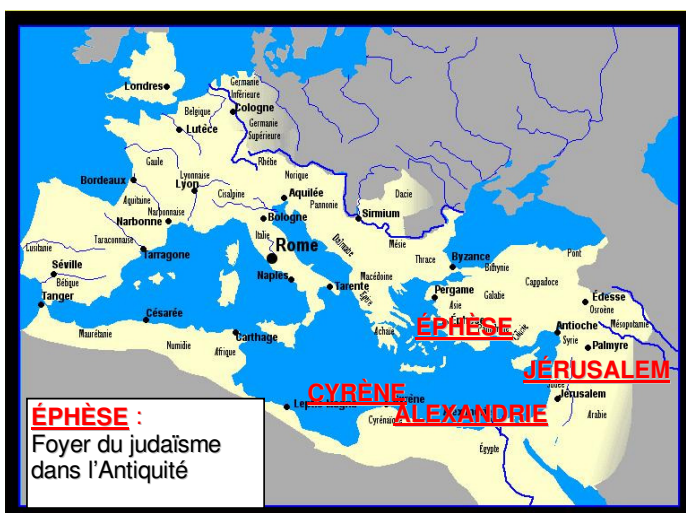 Londres
Germanie
Inférieure
Belgique
Cologne
Lutèce
Germanie
Supérieure
Gaule
Rhétie
Norique
Bordeaux
Lyonnaise
Lyon
Cisalpine
Aquilée
Pannonie
Dacie
Aquitaine
Bologne
Sirmium
Narbonnaise
Narbonne
Lusitanie
Taraconnaise
Tarragone
Italie
Rome
Dalmatie
Mésie
Thrace
Byzance
Bithynie
Pont
Séville
Bétique
Naples
Tarente
Epire
Macédoine
Pergame
Asie
Galatie
Cappadoce
Edesse
Osroène
Mésopotamie
Tanger
Césarée
Carthage
Achaïe
ÉPHÈSE
Antioche
Syrie
Palmyre
Maurétanie
Numidie
Afrique
JÉRUSALEM
CYRÈNE
ALEXANDRIE
Jérusalem
Cyrénaïque
Arabie
Egypte
ÉPHÈSE :
Foyer du judaïsme
dans l'Antiquité